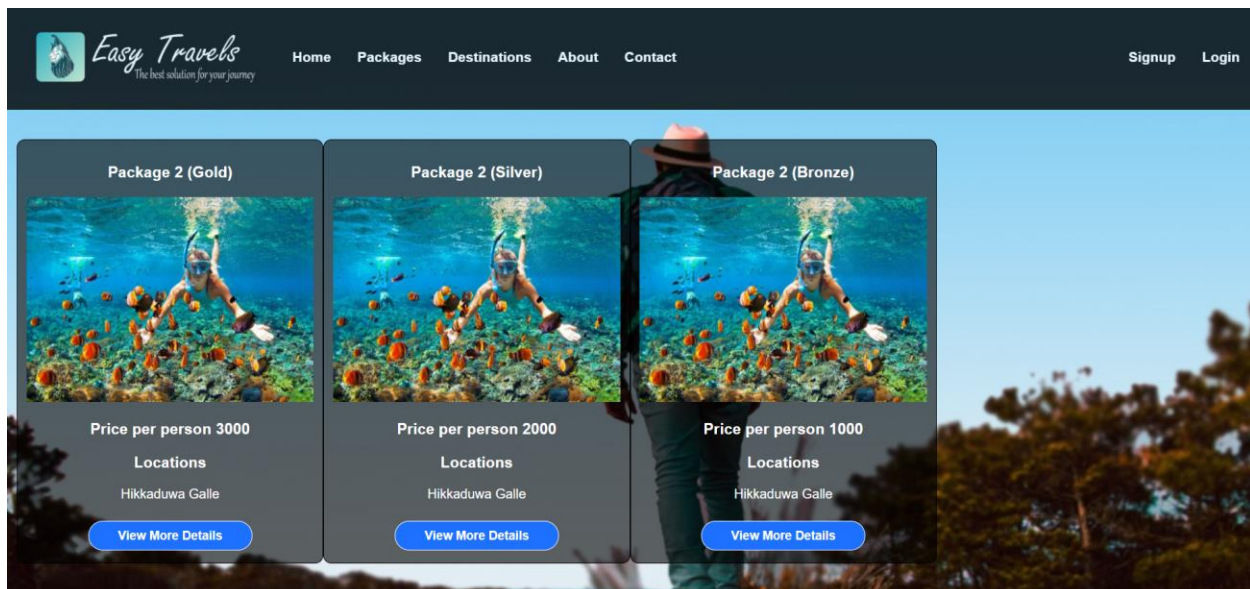 Easy Travels
The best solution for your journey
Home Packages Destinations About Contact
Signup Login
Package 2 (Gold)
Price per person 3000
Locations
Hikkaduwa Galle
View More Details
Package 2 (Silver)
Price per person 2000
Locations
Hikkaduwa Galle
View More Details
Package 2 (Bronze)
Price per person 1000
Locations
Hikkaduwa Galle
View More Details